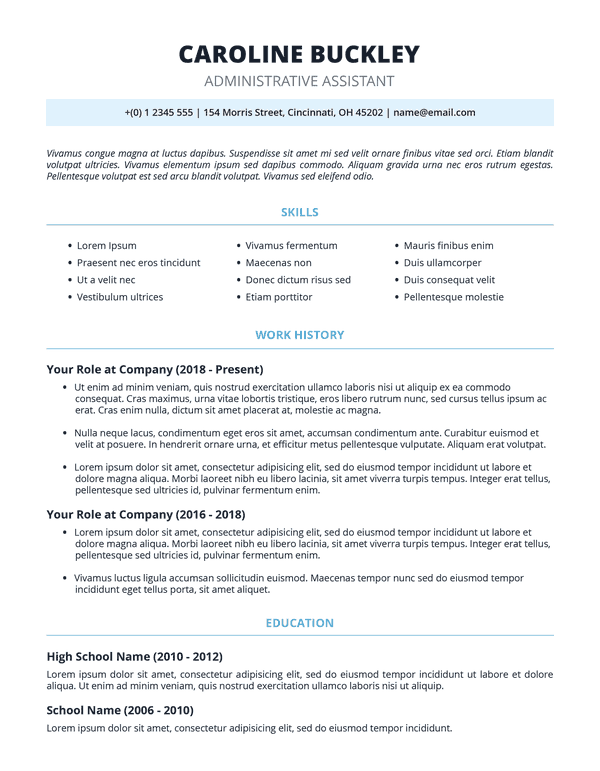 CAROLINE BUCKLEY
ADMINISTRATIVE ASSISTANT
+(0) 1 2345 555 | 154 Morris Street, Cincinnati, OH 45202 | name@email.com
Vivamus congue magna at luctus dapibus. Suspendisse sit amet mi sed velit ornare finibus vitae sed orci. Etiam blandit
volutpat ultricies. Vivamus elementum ipsum sed dapibus commodo. Aliquam gravida urna nec eros rutrum egestas.
Pellentesque volutpat est sed arcu blandit volutpat. Vivamus sed eleifend odio.
SKILLS
• Lorem Ipsum
• Praesent nec eros tincidunt
• Ut a velit nec
• Vestibulum ultrices
• Vivamus fermentum
• Maecenas non
• Donec dictum risus sed
• Etiam porttitor
• Mauris finibus enim
• Duis ullamcorper
• Duis consequat velit
• Pellentesque molestie
WORK HISTORY
Your Role at Company (2018 - Present)
• Ut enim ad minim veniam, quis nostrud exercitation ullamco laboris nisi ut aliquip ex ea commodo
consequat. Cras maximus, urna vitae lobortis tristique, eros libero rutrum nunc, sed cursus tellus ipsum ac
erat. Cras enim nulla, dictum sit amet placerat at, molestie ac magna.
• Nulla neque lacus, condimentum eget eros sit amet, accumsan condimentum ante. Curabitur euismod et
velit at posuere. In hendrerit ornare urna, et efficitur metus pellentesque vulputate. Aliquam erat volutpat.
• Lorem ipsum dolor sit amet, consectetur adipisicing elit, sed do eiusmod tempor incididunt ut labore et
dolore magna aliqua. Morbi laoreet nibh eu libero lacinia, sit amet viverra turpis tempus. Integer erat tellus,
pellentesque sed ultricies id, pulvinar fermentum enim.
Your Role at Company (2016 - 2018)
• Lorem ipsum dolor sit amet, consectetur adipisicing elit, sed do eiusmod tempor incididunt ut labore et
dolore magna aliqua. Morbi laoreet nibh eu libero lacinia, sit amet viverra turpis tempus. Integer erat tellus,
pellentesque sed ultricies id, pulvinar fermentum enim.
• Vivamus luctus ligula accumsan sollicitudin euismod. Maecenas tempor nunc sed do eiusmod tempor
incididunt eget tellus porta, sit amet aliquet.
EDUCATION
High School Name (2010 - 2012)
Lorem ipsum dolor sit amet, consectetur adipisicing elit, sed do eiusmod tempor incididunt ut labore et dolore
aliqua. Ut enim ad minim veniam, quis nostrud exercitation ullamco laboris nisi ut aliquip.
School Name (2006 - 2010)
Lorem ipsum dolor sit amet, consectetur adipisicing elit, sed do eiusmod tempor incididunt.